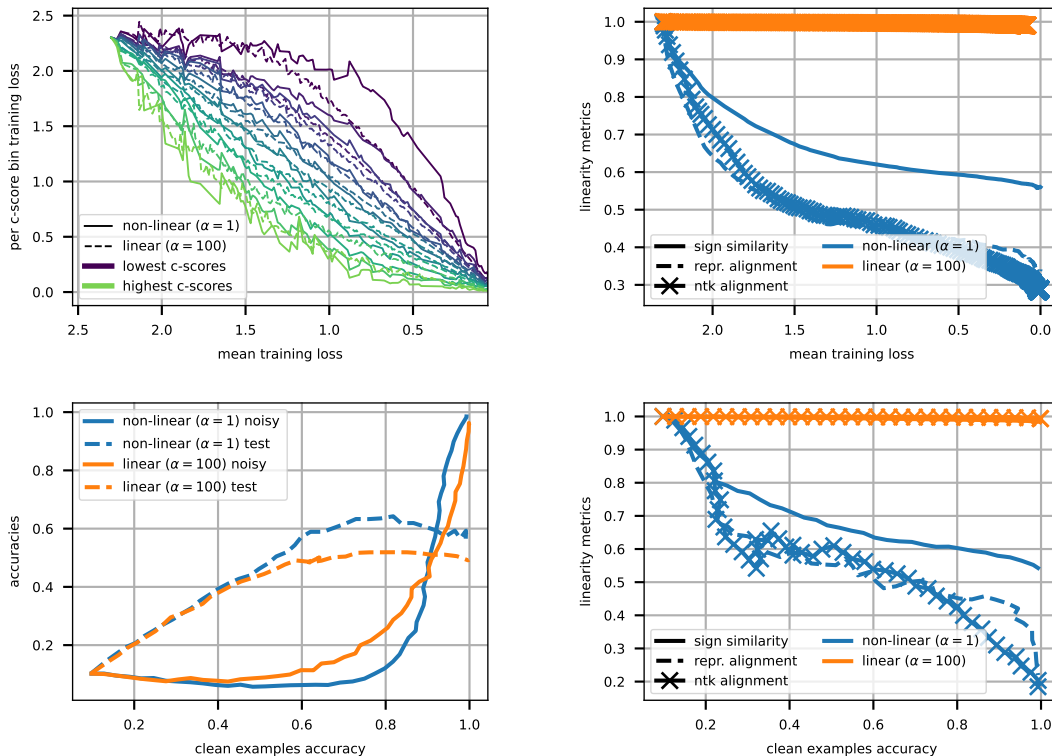 per c-score bin training loss
2.5
2.0
1.5
1.0
0.5
0.0
non-linear (α = 1)
linear (α = 100)
lowest c-scores
highest c-scores
2.5 2.0 1.5 1.0 0.5
mean training loss
linearity metrics
1.0
0.9
0.8
0.7
0.6
0.5
0.4
0.3
sign similarity
repr. alignment
ntk alignment
non-linear (α = 1)
linear (α = 100)
2.0 1.5 1.0 0.5 0.0
mean training loss
accuracies
1.0
0.8
0.6
0.4
0.2
non-linear (α = 1) noisy
non-linear (α = 1) test
linear (α = 100) noisy
linear (α = 100) test
0.2 0.4 0.6 0.8 1.0
clean examples accuracy
linearity metrics
1.0
0.9
0.8
0.7
0.6
0.5
0.4
0.3
0.2
sign similarity
repr. alignment
ntk alignment
non-linear (α = 1)
linear (α = 100)
0.2 0.4 0.6 0.8 1.0
clean examples accuracy